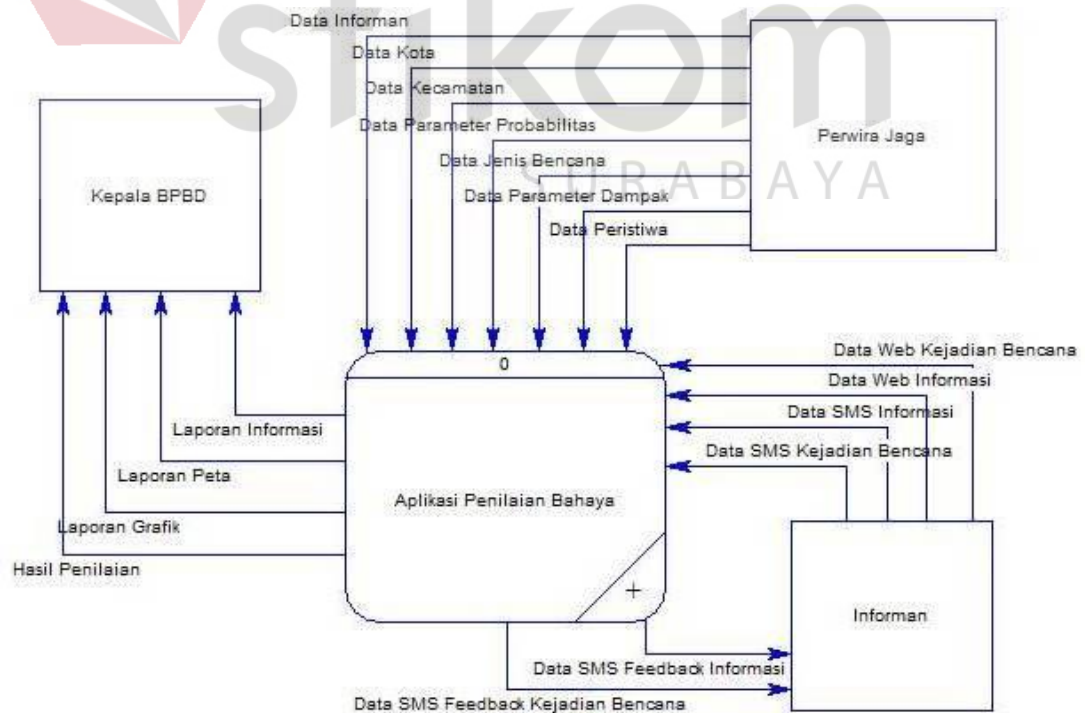 stikom
SURABAYA
Data Informan
Data Kota
Data Kecamatan
Data Parameter Probabilitas
Data Jenis Bencana
Data Parameter Dampak
Data Peristiwa
Perwira Jaga
Kepala BPBD
0
Aplikasi Penilaian Bahaya
+
Data Web Kejadian Bencana
Data Web Informasi
Data SMS Informasi
Data SMS Kejadian Bencana
Laporan Informasi
Laporan Peta
Laporan Grafik
Hasil Penilaian
Informan
Data SMS Feedback Informasi
Data SMS Feedback Kejadian Bencana